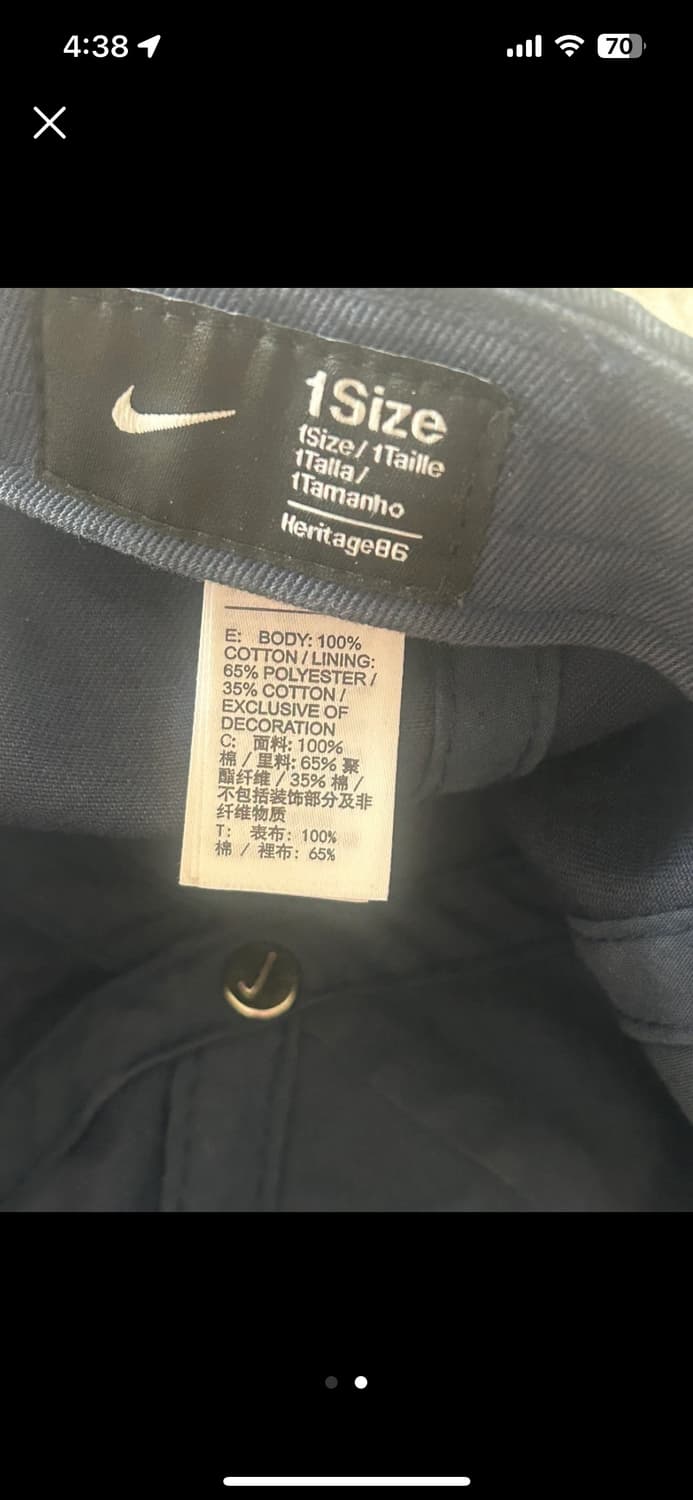 4:38
70
1Size
1Size/1Taille
1Talla/
1Tamanho
Heritage86
E: BODY: 100%
COTTON / LINING:
65% POLYESTER /
35% COTTON /
EXCLUSIVE OF
DECORATION
C: 面料: 100%
棉 / 里料: 65% 聚
酯纤维 / 35% 棉 /
不包括装饰部分及非
纤维物质
T: 表布: 100%
棉 / 裡布: 65%